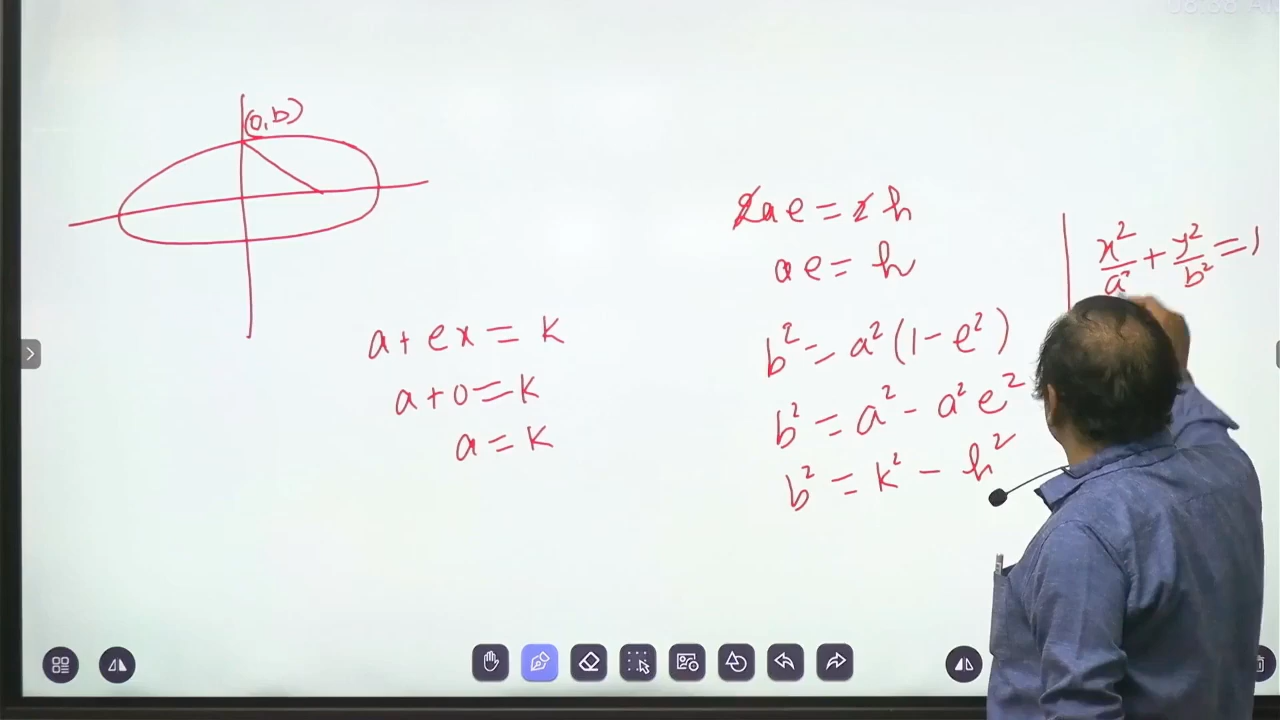 (0,b)
a + ex = k
a + 0 = k
a = k
2ae = 2h
ae = h
b² = a²(1 - e²)
b² = a² - a²e²
b² = k² - h²
x²/a² + y²/b² = 1